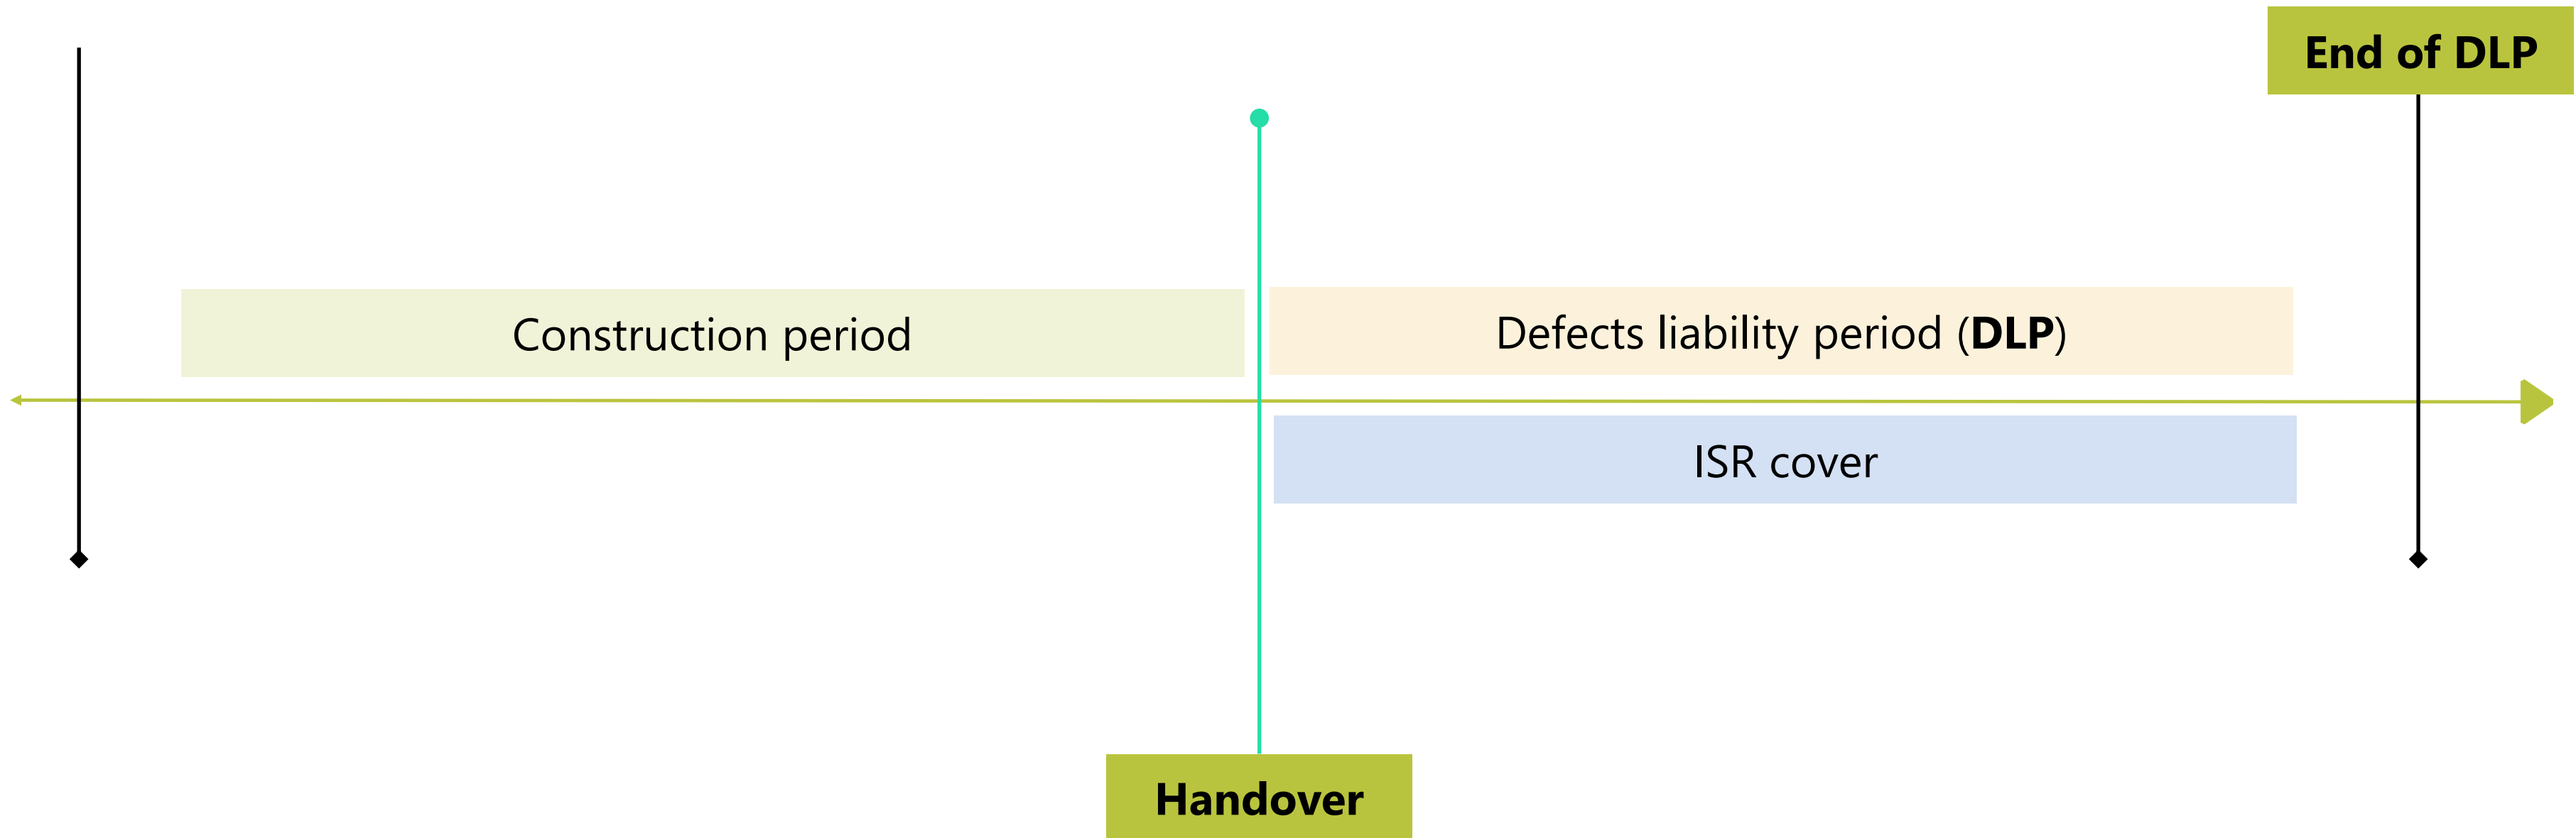 End of DLP
Construction period
Defects liability period (DLP)
ISR cover
Handover